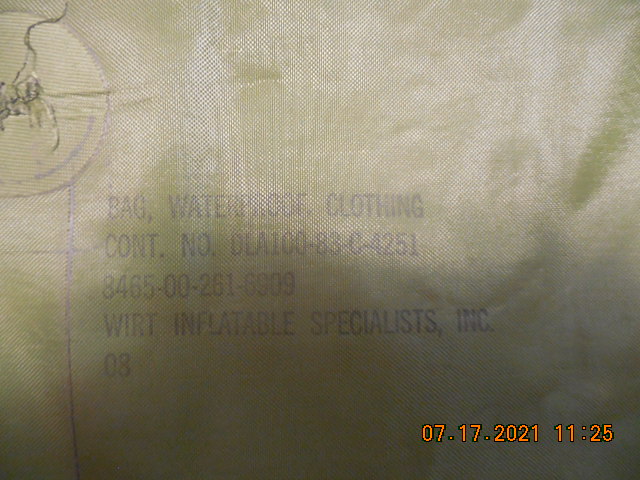 BAG, WATERPROOF, CLOTHING
CONT. NO. DLA100-83-C-4251
8465-00-261-6909
WIRT INFLATABLE SPECIALISTS, INC.
03
07.17.2021 11:25